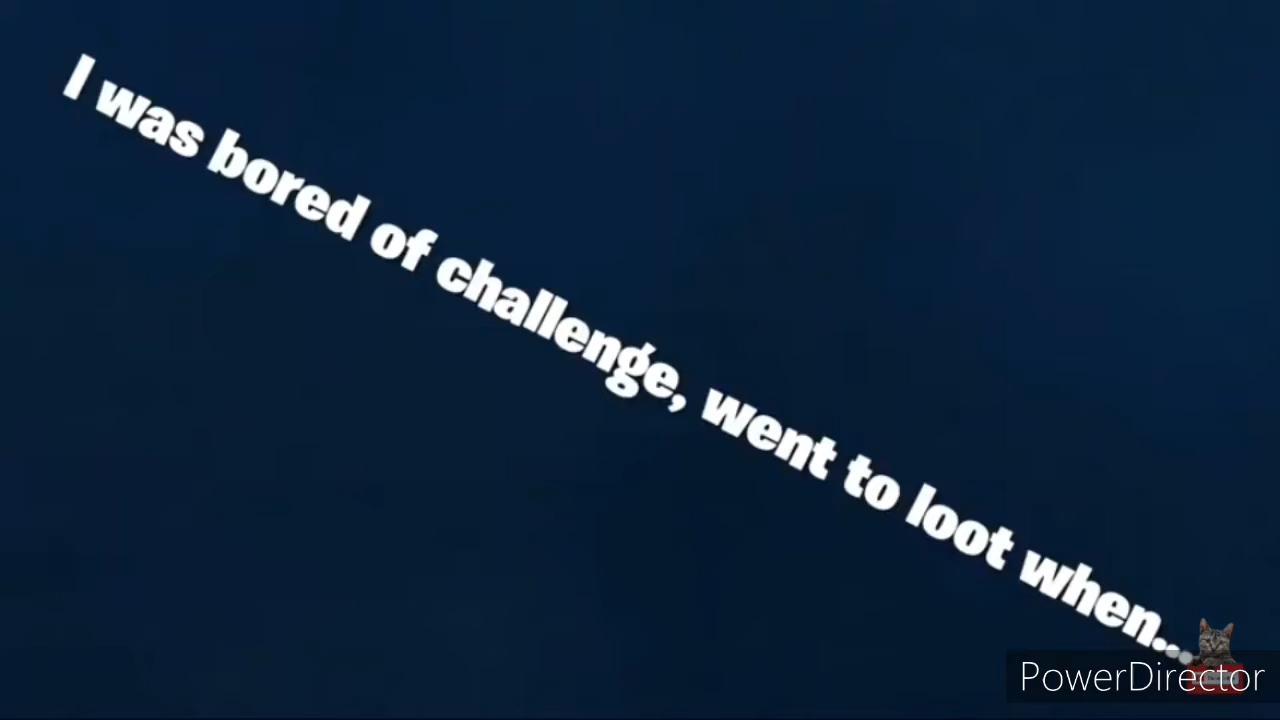 I was bored of challenge, went to loot when...
PowerDirector